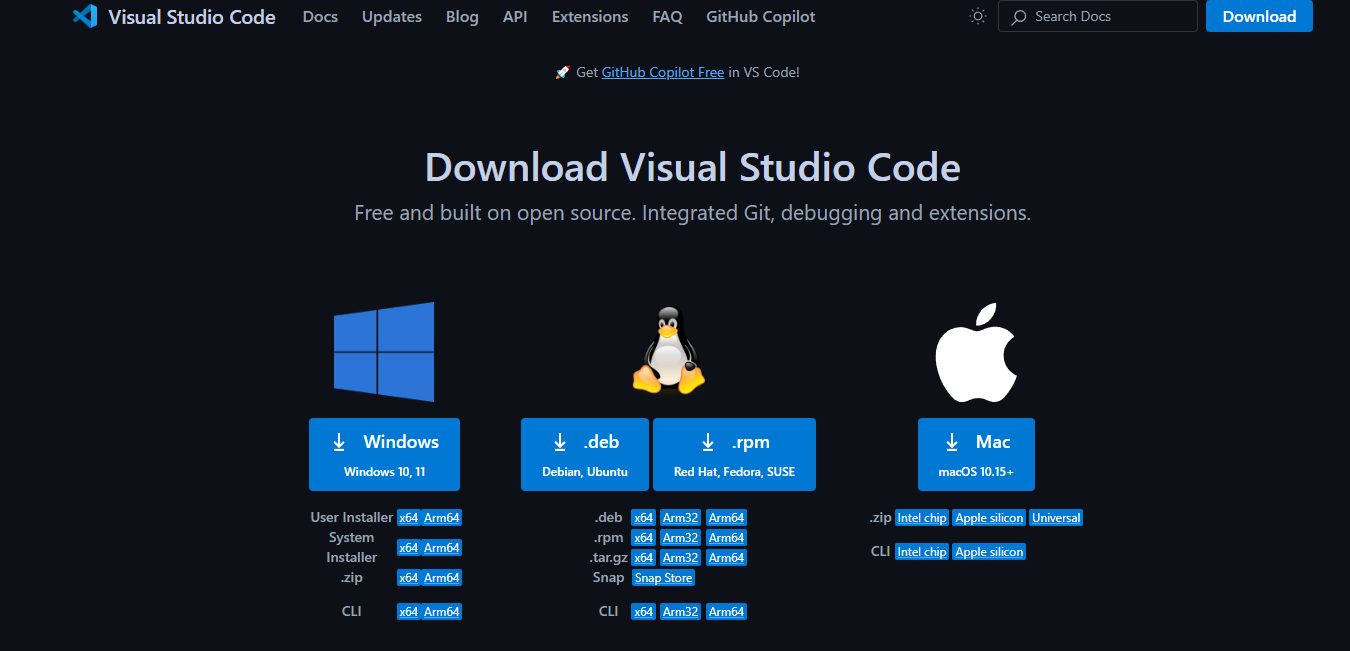 Visual Studio Code Docs Updates Blog API Extensions FAQ GitHub Copilot Search Docs Download
🚀 Get GitHub Copilot Free in VS Code!
Download Visual Studio Code
Free and built on open source. Integrated Git, debugging and extensions.
Windows
Windows 10, 11
User Installer x64 Arm64
System Installer x64 Arm64
.zip x64 Arm64
CLI x64 Arm64
.deb
Debian, Ubuntu
.rpm
Red Hat, Fedora, SUSE
.deb x64 Arm32 Arm64
.rpm x64 Arm32 Arm64
.tar.gz x64 Arm32 Arm64
Snap Snap Store
CLI x64 Arm32 Arm64
Mac
macOS 10.15+
.zip Intel chip Apple silicon Universal
CLI Intel chip Apple silicon